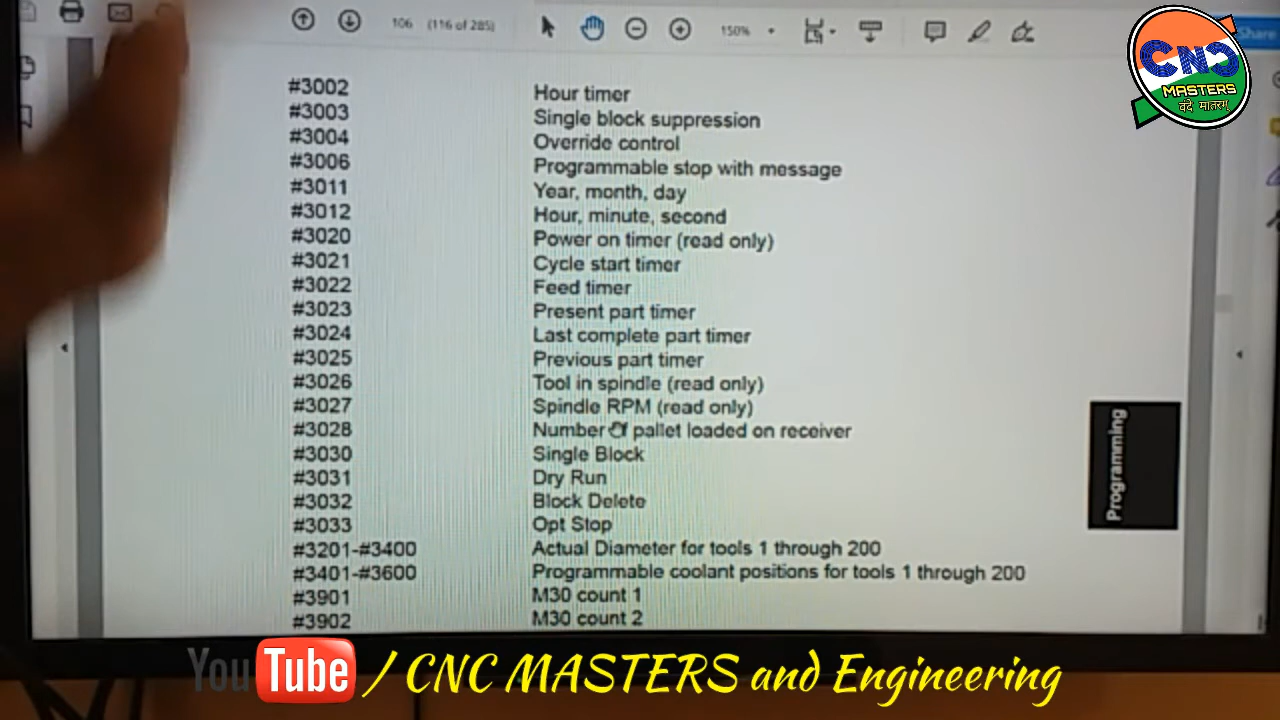 106 (116 of 285)
150%
Share
CNC
MASTERS
वंदे मातरम्
#3002 Hour timer
#3003 Single block suppression
#3004 Override control
#3006 Programmable stop with message
#3011 Year, month, day
#3012 Hour, minute, second
#3020 Power on timer (read only)
#3021 Cycle start timer
#3022 Feed timer
#3023 Present part timer
#3024 Last complete part timer
#3025 Previous part timer
#3026 Tool in spindle (read only)
#3027 Spindle RPM (read only)
#3028 Number of pallet loaded on receiver
#3030 Single Block
#3031 Dry Run
#3032 Block Delete
#3033 Opt Stop
#3201-#3400 Actual Diameter for tools 1 through 200
#3401-#3600 Programmable coolant positions for tools 1 through 200
#3901 M30 count 1
#3902 M30 count 2
Programming
YouTube / CNC MASTERS and Engineering